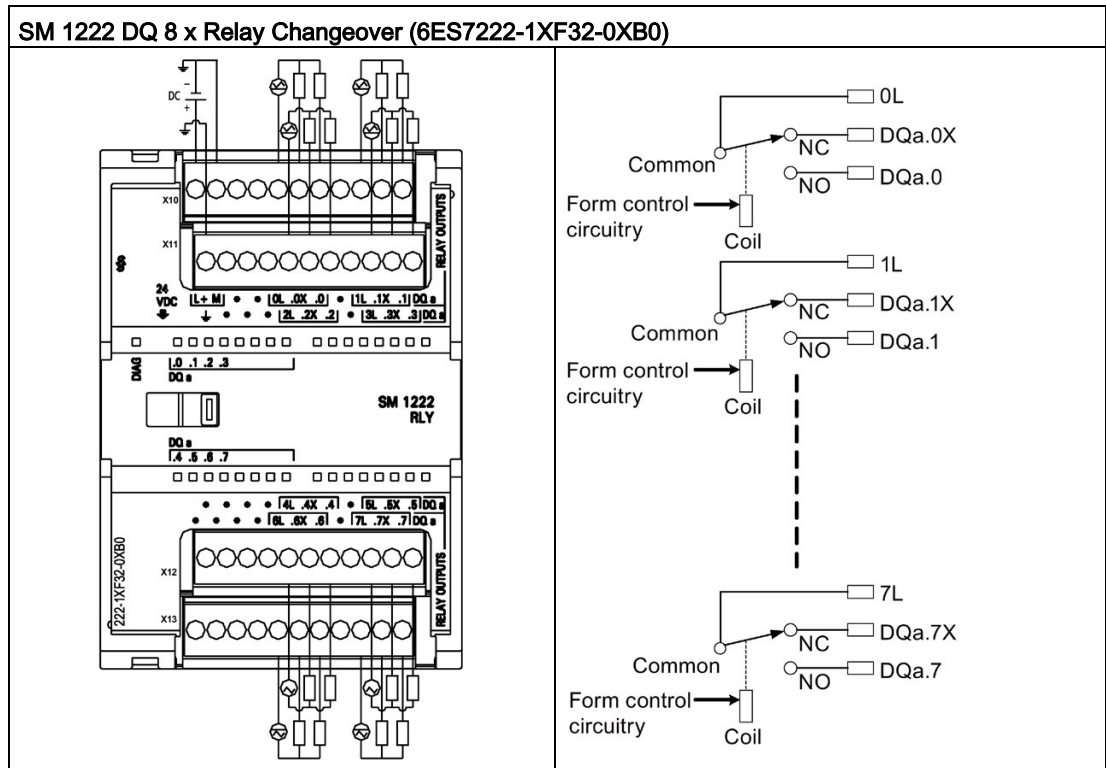 SM 1222 DQ 8 x Relay Changeover (6ES7222-1XF32-0XB0)
DC
-
+
X10
X11
RELAY OUTPUTS
24
VDC
L+ M 0L .0X .0 1L .1X .1 DQ a
2L .2X .2 3L .3X .3 DQ a
DIAG
.0 .1 .2 .3
DQ a
SM 1222
RLY
DQ a
.4 .5 .6 .7
4L .4X .4 5L .5X .5 DQ a
6L .6X .6 7L .7X .7 DQ a
222-1XF32-0XB0
X12
X13
RELAY OUTPUTS
0L
NC
DQa.0X
Common
NO
DQa.0
Form control
circuitry
Coil
1L
NC
DQa.1X
Common
NO
DQa.1
Form control
circuitry
Coil
7L
NC
DQa.7X
Common
NO
DQa.7
Form control
circuitry
Coil